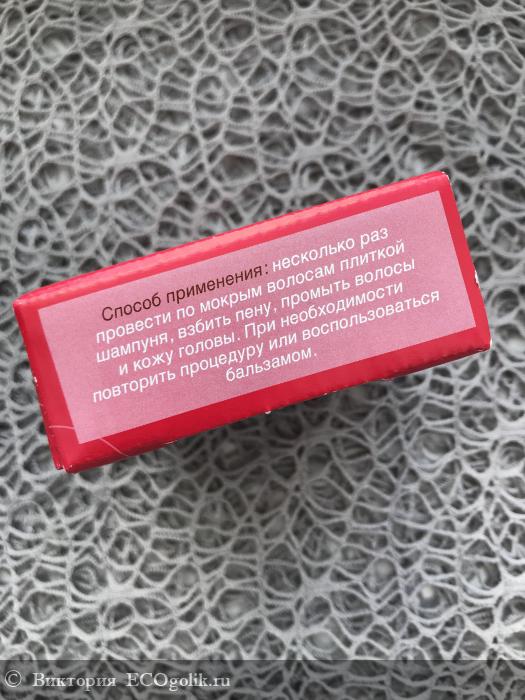 Способ применения: несколько раз
провести по мокрым волосам плиткой
шампуня, взбить пену, промыть волосы
и кожу головы. При необходимости
повторить процедуру или воспользоваться
бальзамом.
© Виктория ECOgolik.ru